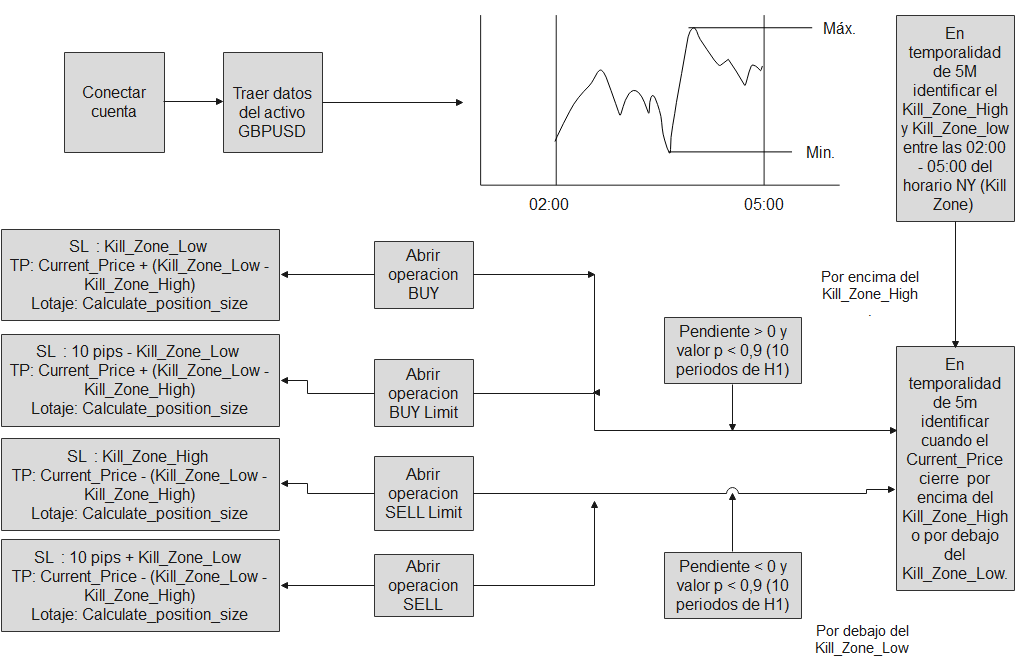 Conectar
cuenta
Traer datos
del activo
GBPUSD
Máx.
Min.
02:00
05:00
En
temporalidad
de 5M
identificar el
Kill_Zone_High
y Kill_Zone_low
entre las 02:00
- 05:00 del
horario NY (Kill
Zone)
SL : Kill_Zone_Low
TP: Current_Price + (Kill_Zone_Low -
Kill_Zone_High)
Lotaje: Calculate_position_size
Abrir
operacion
BUY
Por encima del
Kill_Zone_High
.
SL : 10 pips - Kill_Zone_Low
TP: Current_Price + (Kill_Zone_Low -
Kill_Zone_High)
Lotaje: Calculate_position_size
Abrir
operacion
BUY Limit
Pendiente > 0 y
valor p < 0,9 (10
periodos de H1)
En
temporalidad
de 5m
identificar
cuando el
Current_Price
cierre por
encima del
Kill_Zone_High
o por debajo
del
Kill_Zone_Low.
SL : Kill_Zone_High
TP: Current_Price - (Kill_Zone_Low -
Kill_Zone_High)
Lotaje: Calculate_position_size
Abrir
operacion
SELL Limit
SL : 10 pips + Kill_Zone_Low
TP: Current_Price - (Kill_Zone_Low -
Kill_Zone_High)
Lotaje: Calculate_position_size
Abrir
operacion
SELL
Pendiente < 0 y
valor p < 0,9 (10
periodos de H1)
Por debajo del
Kill_Zone_Low